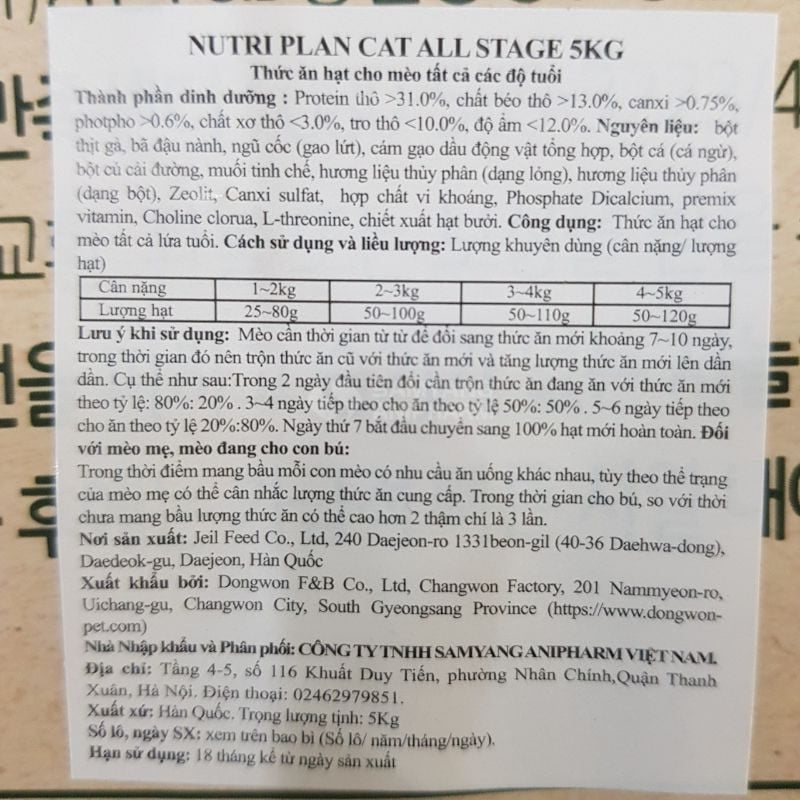 NUTRI PLAN CAT ALL STAGE 5KG
Thức ăn hạt cho mèo tất cả các độ tuổi
Thành phần dinh dưỡng : Protein thô >31.0%, chất béo thô >13.0%, canxi >0.75%,
photpho >0.6%, chất xơ thô <3.0%, tro thô <10.0%, độ ẩm <12.0%. Nguyên liệu: bột
thịt gà, bã đậu nành, ngũ cốc (gạo lứt), cám gạo dầu động vật tổng hợp, bột cá (cá ngừ),
bột củ cải đường, muối tinh chế, hương liệu thủy phân (dạng lỏng), hương liệu thủy phân
(dạng bột), Zeolit, Canxi sulfat, hợp chất vi khoáng, Phosphate Dicalcium, premix
vitamin, Choline clorua, L-threonine, chiết xuất hạt bưởi. Công dụng: Thức ăn hạt cho
mèo tất cả lứa tuổi. Cách sử dụng và liều lượng: Lượng khuyên dùng (cân nặng/ lượng
hạt)
Cân nặng 1~2kg 2~3kg 3~4kg 4~5kg
Lượng hạt 25~80g 50~100g 50~110g 50~120g
Lưu ý khi sử dụng: Mèo cần thời gian từ từ để đổi sang thức ăn mới khoảng 7~10 ngày,
trong thời gian đó nên trộn thức ăn cũ với thức ăn mới và tăng lượng thức ăn mới lên dần
dần. Cụ thể như sau:Trong 2 ngày đầu tiên đổi cần trộn thức ăn đang ăn với thức ăn mới
theo tỷ lệ: 80%: 20% . 3~4 ngày tiếp theo cho ăn theo tỷ lệ 50%: 50% . 5~6 ngày tiếp theo
cho ăn theo tỷ lệ 20%:80%. Ngày thứ 7 bắt đầu chuyển sang 100% hạt mới hoàn toàn. Đối
với mèo mẹ, mèo đang cho con bú:
Trong thời điểm mang bầu mỗi con mèo có nhu cầu ăn uống khác nhau, tùy theo thể trạng
của mèo mẹ có thể cân nhắc lượng thức ăn cung cấp. Trong thời gian cho bú, so với thời
chưa mang bầu lượng thức ăn có thể cao hơn 2 thậm chí là 3 lần.
Nơi sản xuất: Jeil Feed Co., Ltd, 240 Daejeon-ro 1331beon-gil (40-36 Daehwa-dong),
Daedeok-gu, Daejeon, Hàn Quốc
Xuất khẩu bởi: Dongwon F&B Co., Ltd, Changwon Factory, 201 Nammyeon-ro,
Uichang-gu, Changwon City, South Gyeongsang Province (https://www.dongwon-
pet.com)
Nhà Nhập khẩu và Phân phối: CÔNG TY TNHH SAMYANG ANIPHARM VIỆT NAM.
Địa chỉ: Tầng 4-5, số 116 Khuất Duy Tiến, phường Nhân Chính,Quận Thanh
Xuân, Hà Nội. Điện thoại: 02462979851.
Xuất xứ: Hàn Quốc. Trọng lượng tịnh: 5Kg
Số lô, ngày SX: xem trên bao bì (Số lô/ năm/tháng/ngày).
Hạn sử dụng: 18 tháng kể từ ngày sản xuất